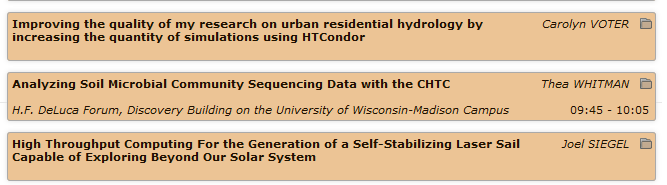 Improving the quality of my research on urban residential hydrology by Carolyn VOTER
increasing the quantity of simulations using HTCondor
Analyzing Soil Microbial Community Sequencing Data with the CHTC Thea WHITMAN
H.F. DeLuca Forum, Discovery Building on the University of Wisconsin-Madison Campus 09:45 - 10:05
High Throughput Computing For the Generation of a Self-Stabilizing Laser Sail Joel SIEGEL
Capable of Exploring Beyond Our Solar System